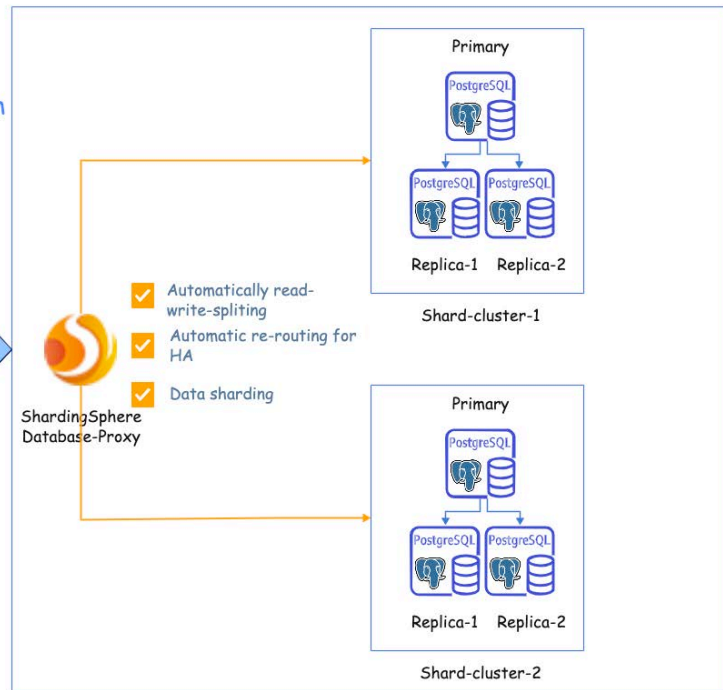 Primary
PostgreSQL
PostgreSQL
PostgreSQL
Replica-1
Replica-2
Shard-cluster-1
Automatically read-
write-spliting
Automatic re-routing for
HA
Data sharding
ShardingSphere
Database-Proxy
Primary
PostgreSQL
PostgreSQL
PostgreSQL
Replica-1
Replica-2
Shard-cluster-2